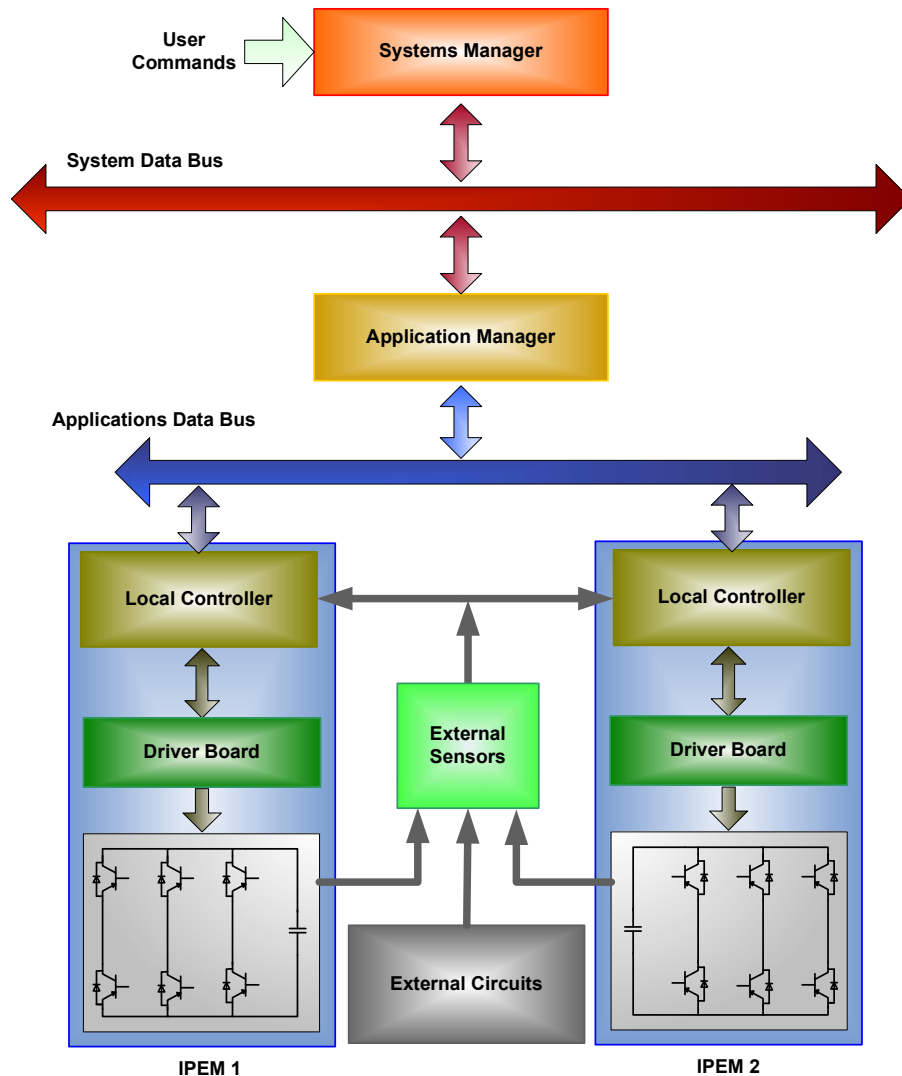 User
Commands
Systems Manager
System Data Bus
Application Manager
Applications Data Bus
Local Controller
Local Controller
External
Sensors
Driver Board
Driver Board
External Circuits
IPEM 1
IPEM 2